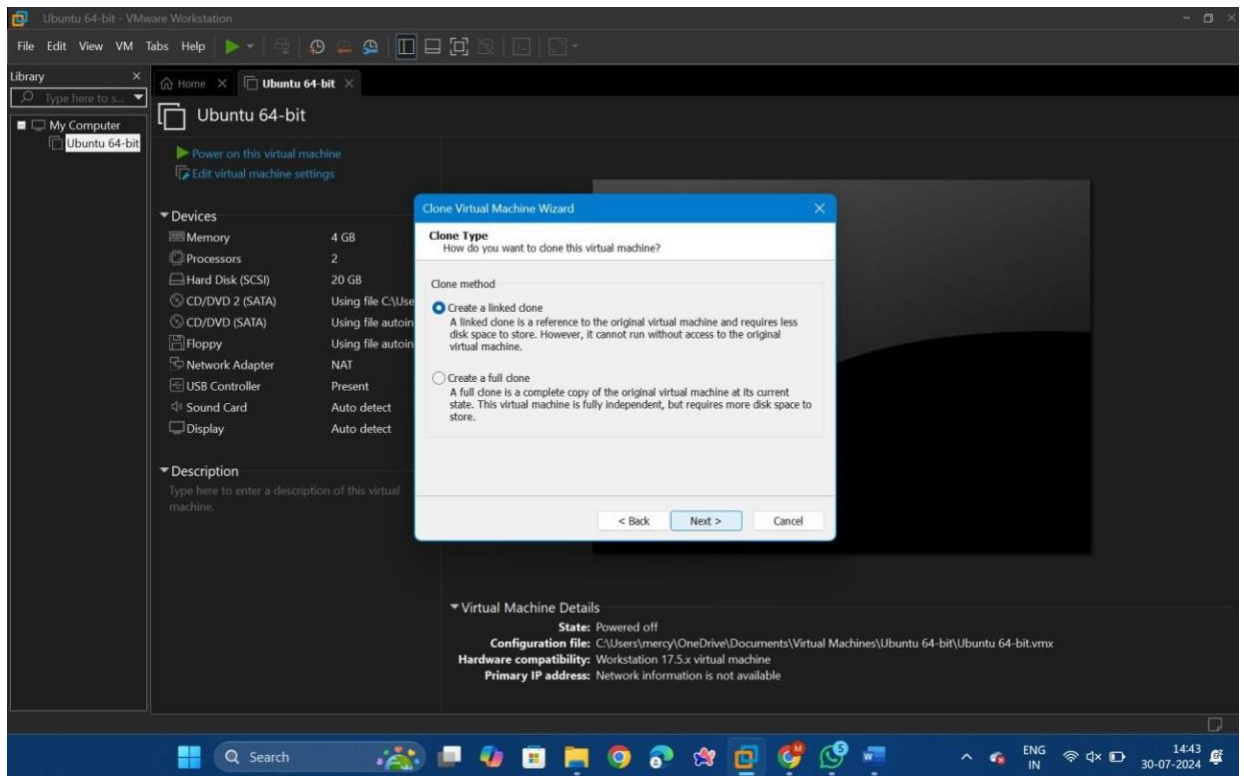 Ubuntu 64-bit - VMware Workstation
File Edit View VM Tabs Help
Library
Type here to s...
My Computer
Ubuntu 64-bit
Home
Ubuntu 64-bit
Ubuntu 64-bit
Power on this virtual machine
Edit virtual machine settings
Devices
Memory 4 GB
Processors 2
Hard Disk (SCSI) 20 GB
CD/DVD 2 (SATA) Using file C:\Use
CD/DVD (SATA) Using file autoin
Floppy Using file autoin
Network Adapter NAT
USB Controller Present
Sound Card Auto detect
Display Auto detect
Description
Type here to enter a description of this virtual
machine.
Clone Virtual Machine Wizard
Clone Type
How do you want to clone this virtual machine?
Clone method
Create a linked clone
A linked clone is a reference to the original virtual machine and requires less
disk space to store. However, it cannot run without access to the original
virtual machine.
Create a full clone
A full clone is a complete copy of the original virtual machine at its current
state. This virtual machine is fully independent, but requires more disk space to
store.
< Back Next > Cancel
Virtual Machine Details
State: Powered off
Configuration file: C:\Users\mercy\OneDrive\Documents\Virtual Machines\Ubuntu 64-bit\Ubuntu 64-bit.vmx
Hardware compatibility: Workstation 17.5.x virtual machine
Primary IP address: Network information is not available
Search
ENG
IN
14:43
30-07-2024